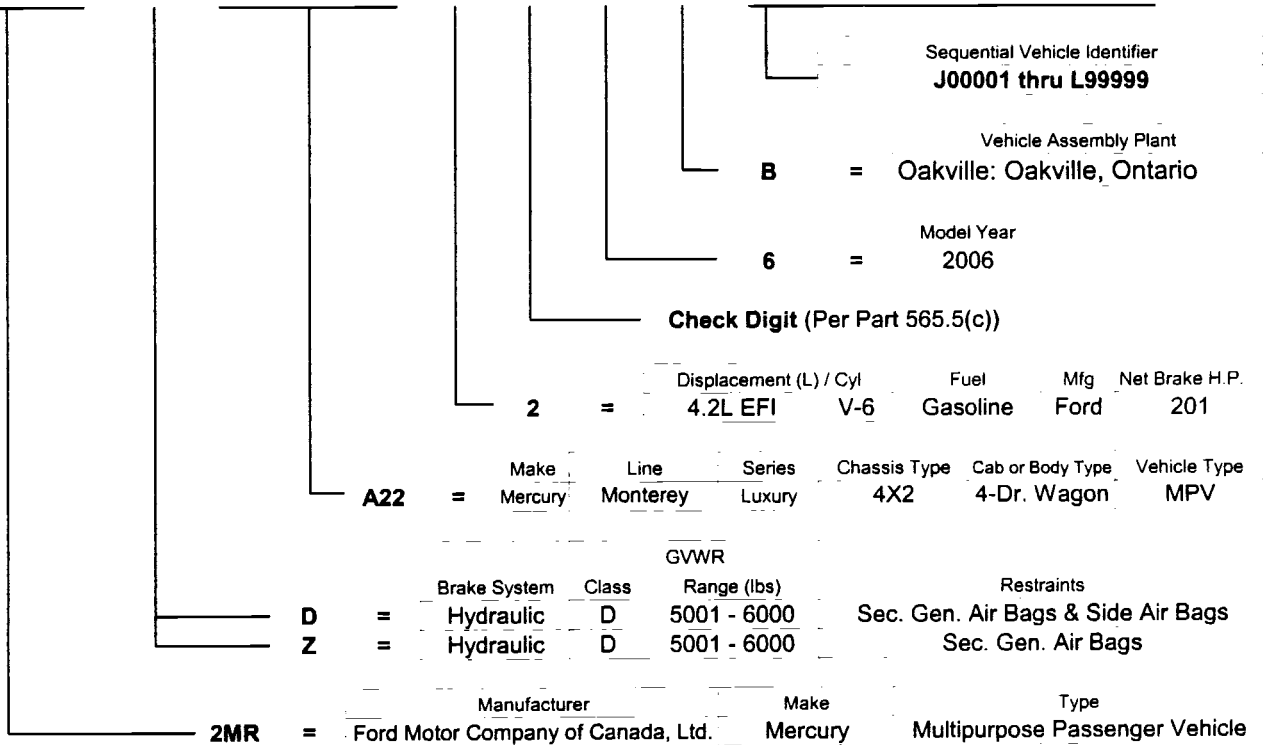 Sequential Vehicle Identifier
J00001 thru L99999
Vehicle Assembly Plant
B = Oakville: Oakville, Ontario
Model Year
6 = 2006
Check Digit (Per Part 565.5(c))
Displacement (L) / Cyl Fuel Mfg Net Brake H.P.
2 = 4.2L EFI V-6 Gasoline Ford 201
Make Line Series Chassis Type Cab or Body Type Vehicle Type
A22 = Mercury Monterey Luxury 4X2 4-Dr. Wagon MPV
GVWR
Brake System Class Range (lbs) Restraints
D = Hydraulic D 5001 - 6000 Sec. Gen. Air Bags & Side Air Bags
Z = Hydraulic D 5001 - 6000 Sec. Gen. Air Bags
Manufacturer Make Type
2MR = Ford Motor Company of Canada, Ltd. Mercury Multipurpose Passenger Vehicle